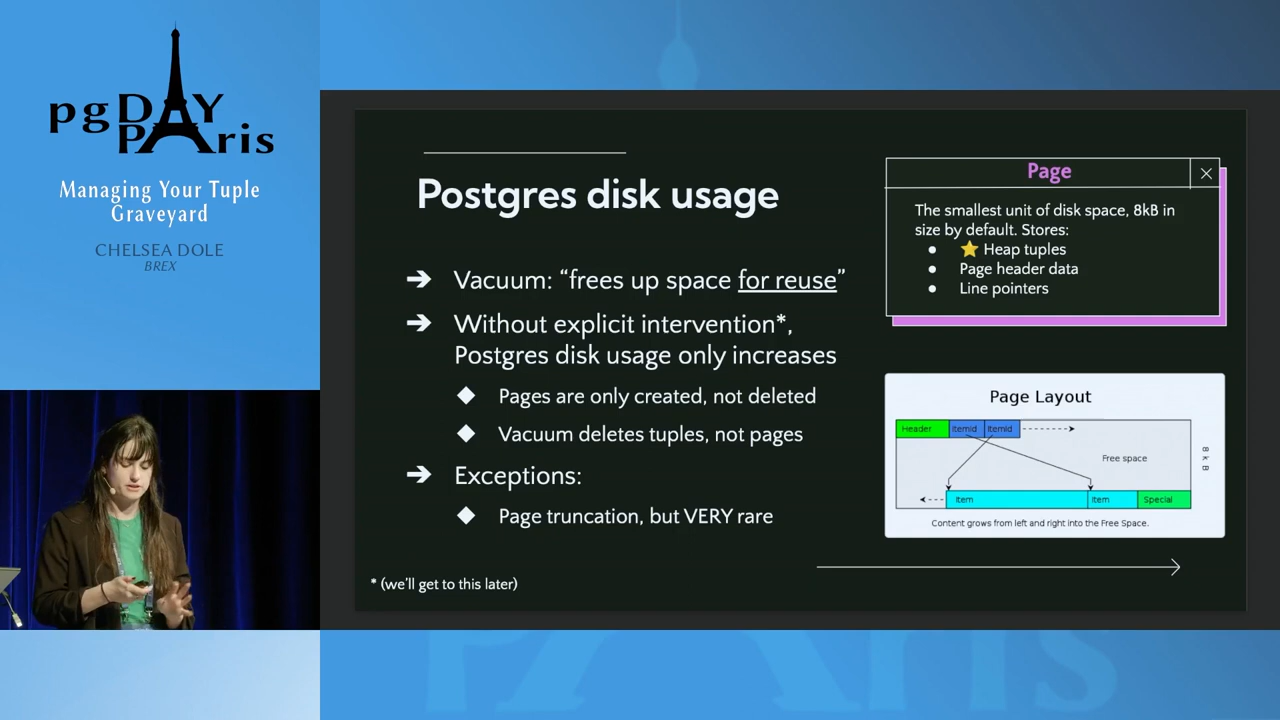 pgDAY
PAris
Managing Your Tuple
Graveyard
CHELSEA DOLE
BREX
Postgres disk usage
➔ Vacuum: “frees up space for reuse”
➔ Without explicit intervention*,
Postgres disk usage only increases
◆ Pages are only created, not deleted
◆ Vacuum deletes tuples, not pages
➔ Exceptions:
◆ Page truncation, but VERY rare
* (we’ll get to this later)
Page
The smallest unit of disk space, 8kB in
size by default. Stores:
● ⭐ Heap tuples
● Page header data
● Line pointers
Page Layout
Header ItemId ItemId
Free space
8kB
Item Item Special
Content grows from left and right into the Free Space.